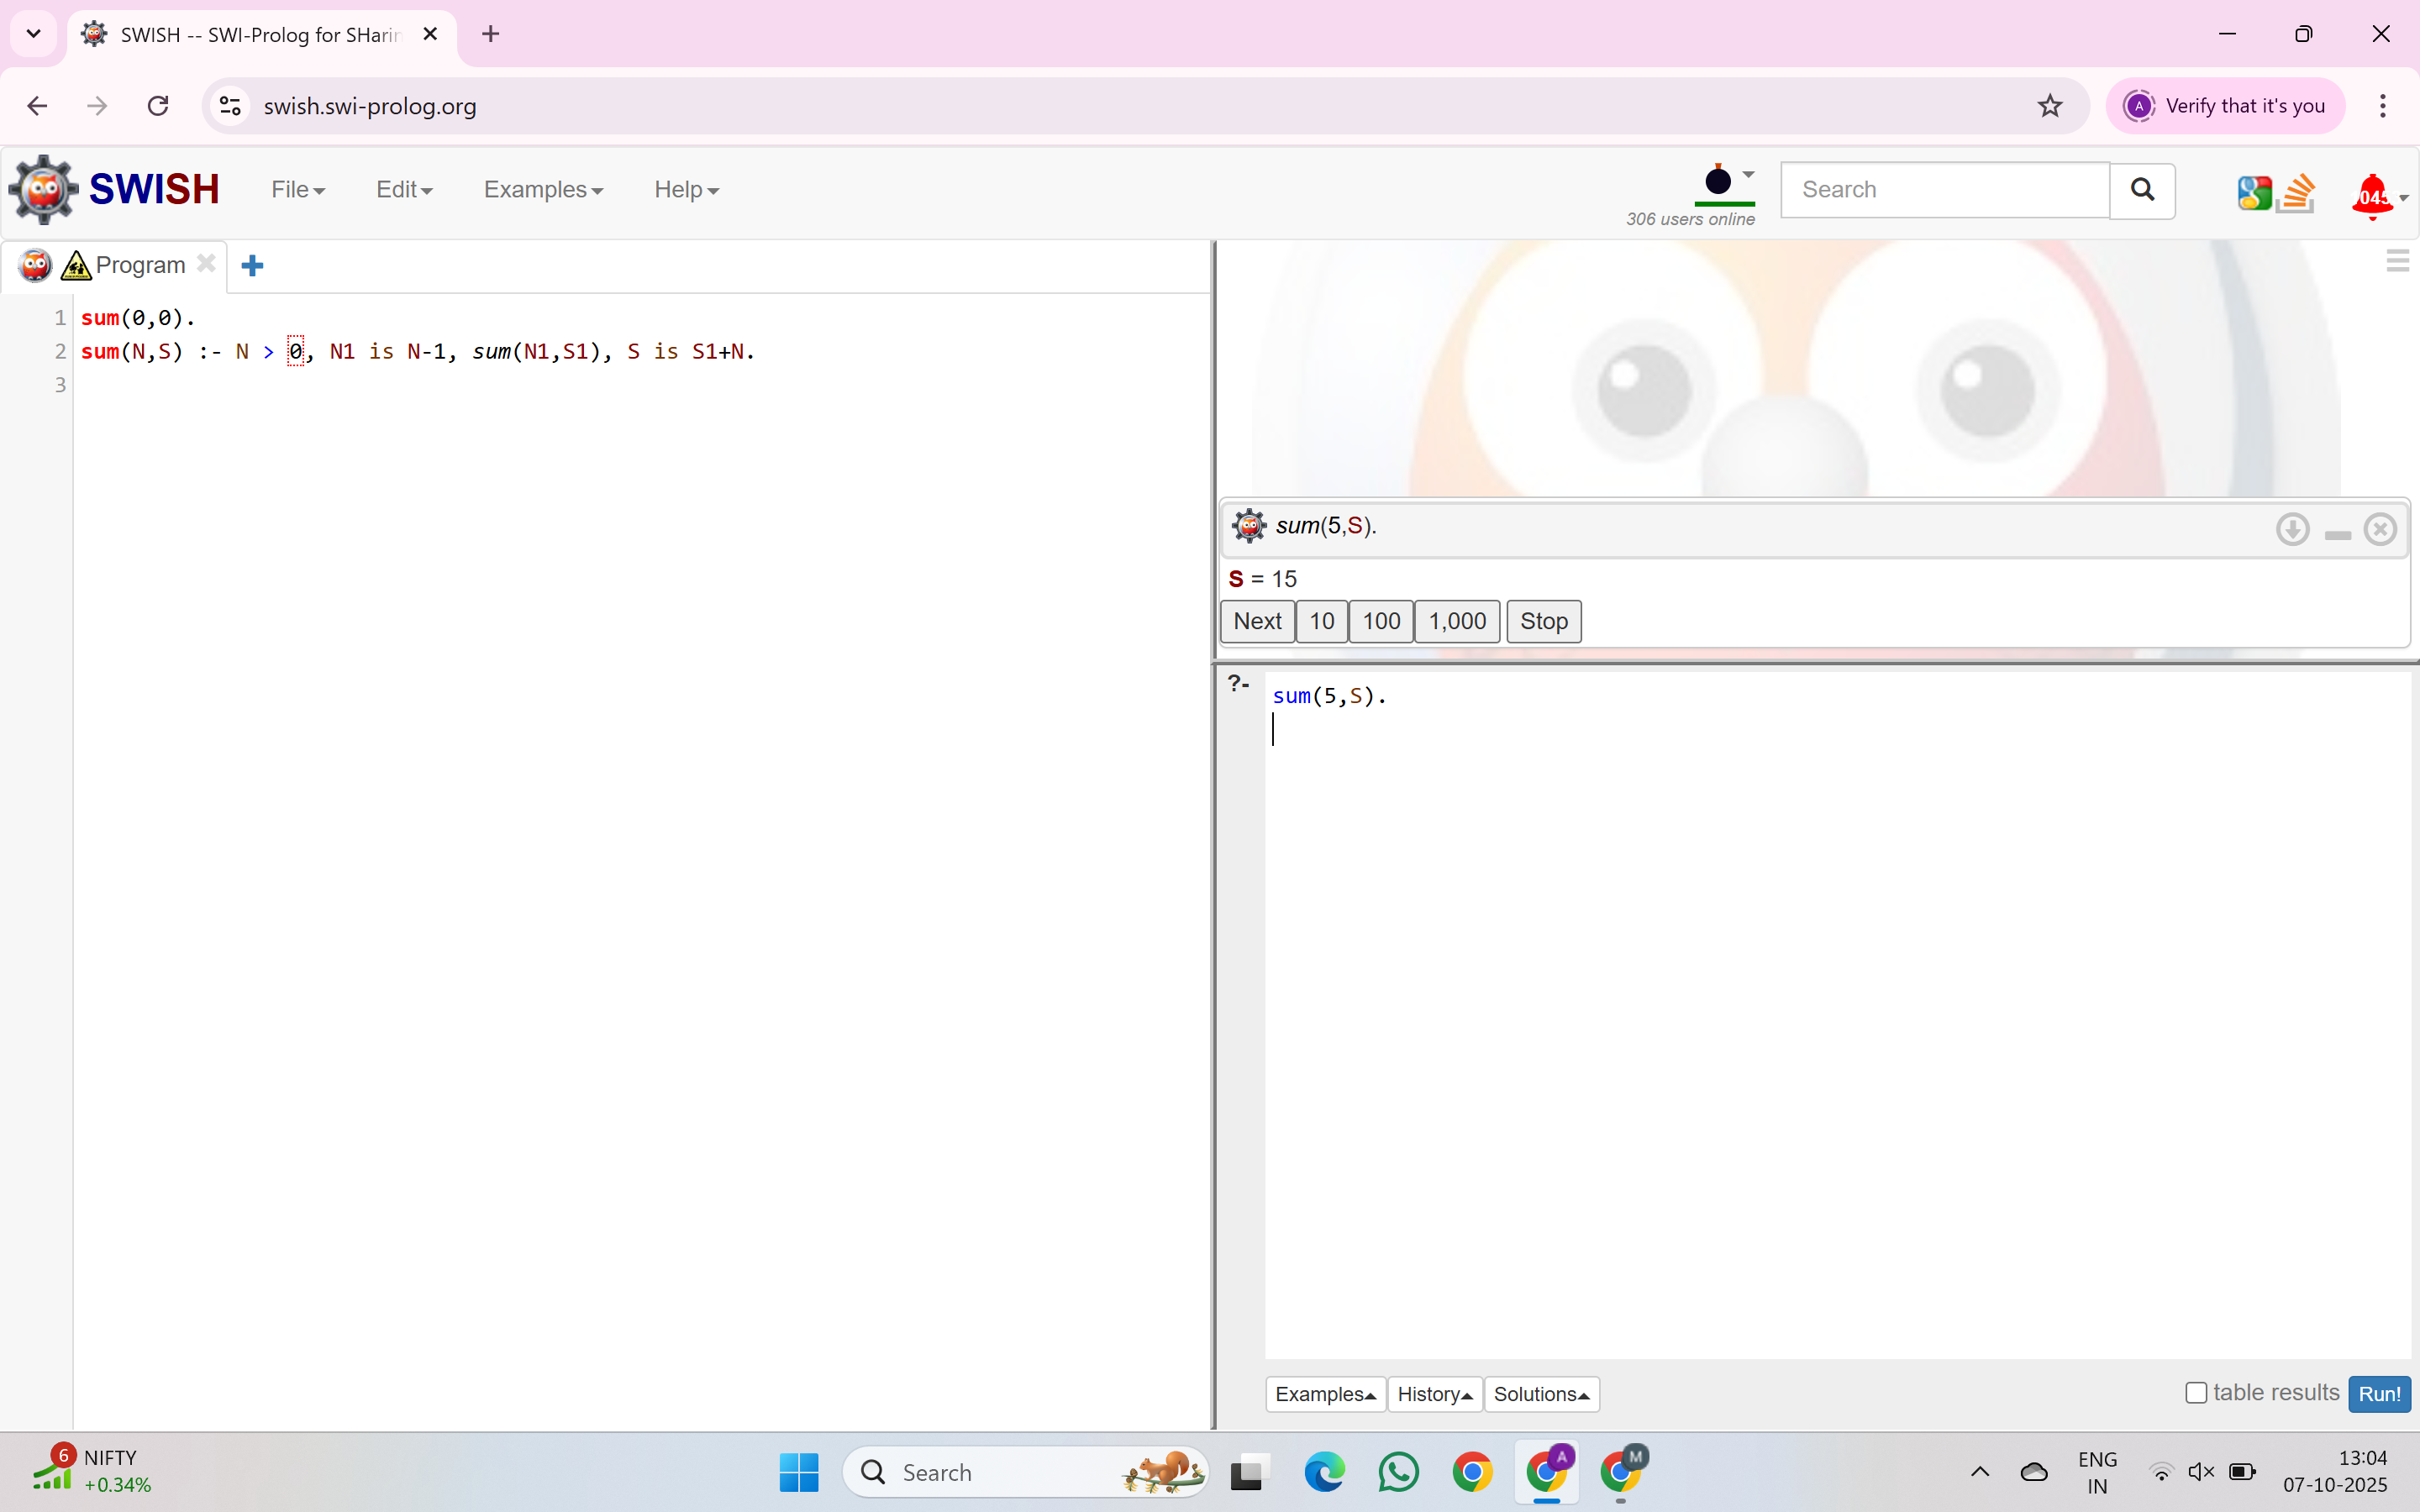 SWISH -- SWI-Prolog for SHarin
swish.swi-prolog.org
A
Verify that it's you
SWISH
File
Edit
Examples
Help
306 users online
Search
8
Program
1 sum(0,0).
2 sum(N,S) :- N > 0, N1 is N-1, sum(N1,S1), S is S1+N.
3
sum(5,S).
S = 15
Next 10 100 1,000 Stop
?- sum(5,S).
Examples History Solutions
table results Run!
6
NIFTY
+0.34%
Search
A
M
ENG
IN
13:04
07-10-2025